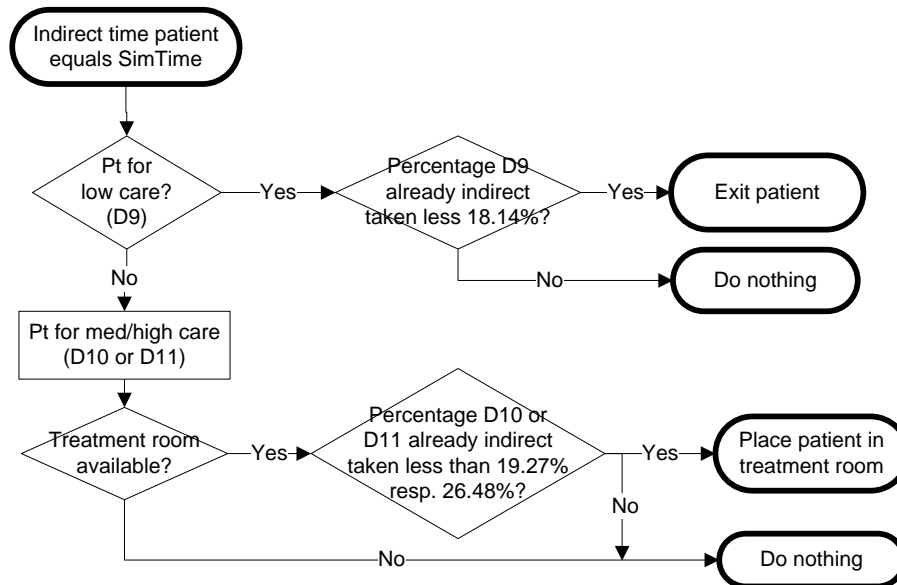 Indirect time patient
equals SimTime
Pt for
low care?
(D9)
Yes
Percentage D9
already indirect
taken less 18.14%?
Yes
Exit patient
No
Do nothing
No
Pt for med/high care
(D10 or D11)
Treatment room
available?
Yes
Percentage D10 or
D11 already indirect
taken less than 19.27%
resp. 26.48%?
Yes
Place patient in
treatment room
No
No
Do nothing